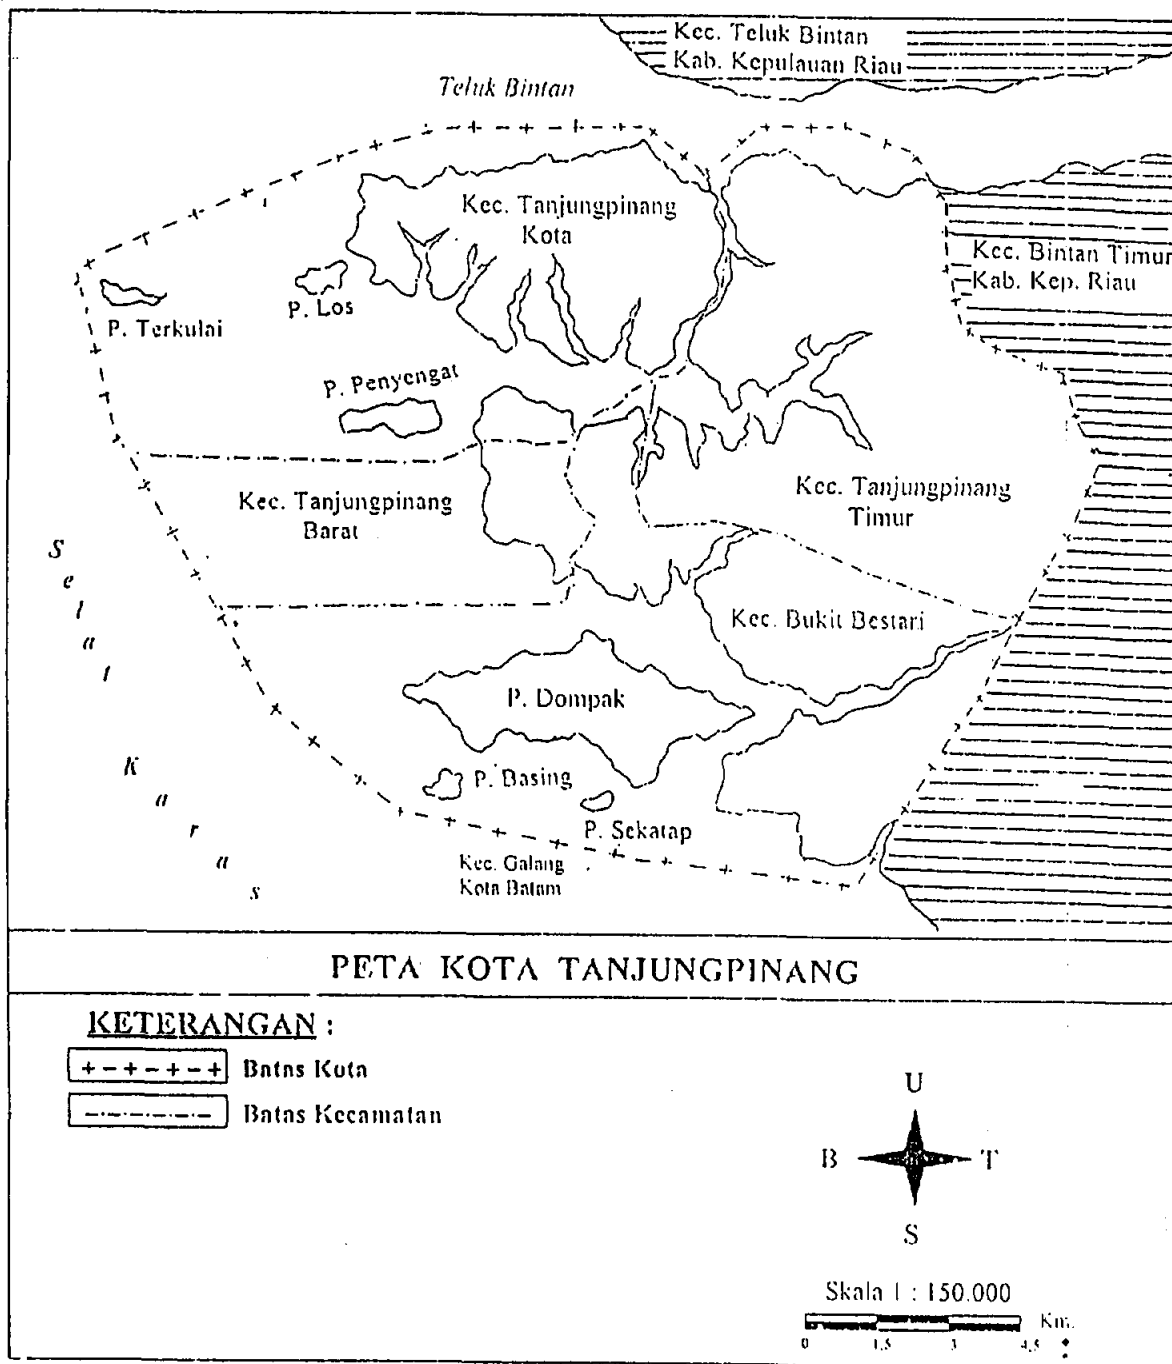 Kec. Teluk Bintan
Kab. Kepulauan Riau
Teluk Bintan
Kec. Tanjungpinang
Kota
Kec. Bintan Timur
Kab. Kep. Riau
P. Los
P. Terkulai
P. Penyengat
Kec. Tanjungpinang
Barat
Kec. Tanjungpinang
Timur
Selat Karas
Kec. Bukit Bestari
P. Dompak
P. Basing
P. Sekatap
Kec. Galang
Kota Batam
PETA KOTA TANJUNGPINANG
KETERANGAN :
Batas Kota
Batas Kecamatan
U
B T
S
Skala 1 : 150.000
Km.
0 1,5 3 4,5